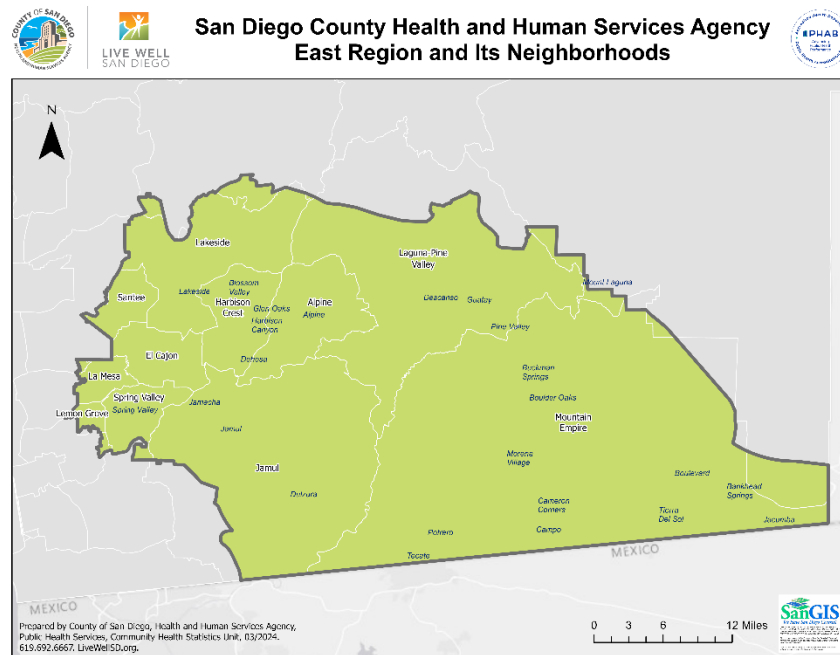 COUNTY OF SAN DIEGO
LIVE WELL
SAN DIEGO
San Diego County Health and Human Services Agency
East Region and Its Neighborhoods
PHAB
N
Lakeside
Laguna-Pine
Valley
Mount Laguna
Santee
Lakeside
Blossom
Valley
Harbison
Crest
Glen Oaks
Harbison
Canyon
Alpine
Alpine
Descanso
Guatay
Pine Valley
El Cajon
Dehesa
La Mesa
Buckman
Springs
Spring Valley
Spring Valley
Lemon Grove
Jamacha
Boulder Oaks
Jamul
Mountain
Empire
Jamul
Morena
Village
Boulevard
Bankhead
Springs
Dulzura
Cameron
Corners
Tierra
Del Sol
Jacumba
Potrero
Campo
Tecate
MEXICO
MEXICO
Prepared by County of San Diego, Health and Human Services Agency,
Public Health Services, Community Health Statistics Unit, 03/2024.
619.692.6667. LiveWellSD.org.
0 3 6 12 Miles
SanGIS